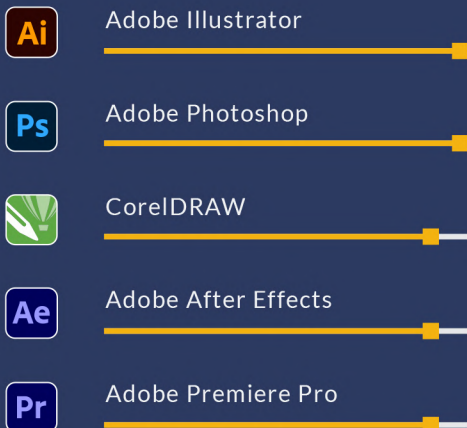 Ai
Adobe Illustrator
Ps
Adobe Photoshop
CorelDRAW
Ae
Adobe After Effects
Pr
Adobe Premiere Pro